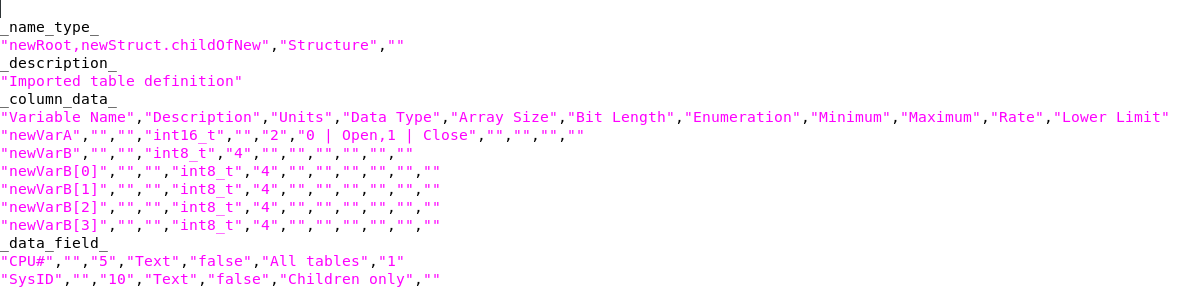 _name_type_
"newRoot,newStruct.childOfNew","Structure",""
_description_
"Imported table definition"
_column_data_
"Variable Name","Description","Units","Data Type","Array Size","Bit Length","Enumeration","Minimum","Maximum","Rate","Lower Limit"
"newVarA","","","int16_t","","2","0 | Open,1 | Close","","","",""
"newVarB","","","int8_t","4","","","","","",""
"newVarB[0]","","","int8_t","4","","","","","",""
"newVarB[1]","","","int8_t","4","","","","","",""
"newVarB[2]","","","int8_t","4","","","","","",""
"newVarB[3]","","","int8_t","4","","","","","",""
_data_field_
"CPU#","","5","Text","false","All tables","1"
"SysID","","10","Text","false","Children only",""